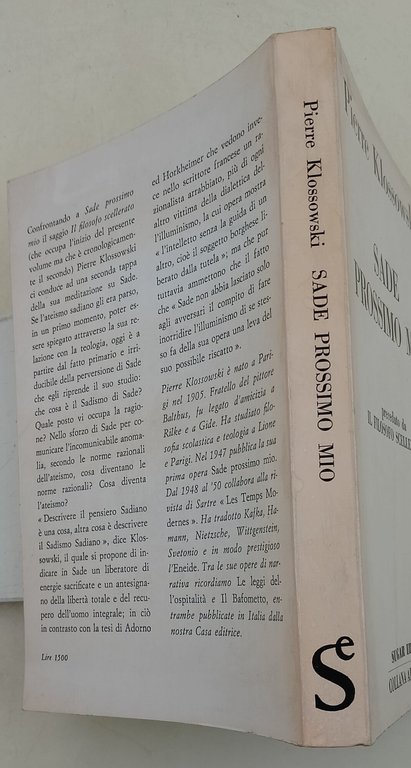 Confrontando a Sade prossimo
mio il saggio Il filosofo scellerato
(che occupa l'inizio del presente
volume ma che è cronologicamen-
te il secondo) Pierre Klossowski
ci conduce ad una seconda tappa
della sua meditazione su Sade.
Se l'ateismo sadiano gli era parso,
in un primo momento, poter es-
sere spiegato attraverso la sua re-
lazione con la teologia, oggi è a
partire dal fatto primario e irri-
ducibile della perversione di Sade
che egli riprende il suo studio:
che cosa è il Sadismo di Sade?
Quale posto vi occupa la ragio-
ne? Nello sforzo di Sade per co-
municare l'incomunicabile anoma-
lia, secondo le norme razionali
dell'ateismo, cosa diventano le
norme razionali? Cosa diventa
l'ateismo?
« Descrivere il pensiero Sadiano
è una cosa, altra cosa è descrivere
il Sadismo Sadiano », dice Klos-
sowski, il quale si propone di in-
dicare in Sade un liberatore di
energie sacrificate e un antesigna-
no della libertà totale e del recu-
pero dell'uomo integrale; in ciò
in contrasto con la tesi di Adorno
Lire 1500
ed Horkheimer che vedono inve-
ce nello scrittore francese un ra-
zionalista arrabbiato, più di ogni
altro vittima della dialettica del-
l'illuminismo, la cui opera mostra
« l'intelletto senza la guida di un
altro, cioè il soggetto borghese li-
berato dalla tutela »; ma che pur
tuttavia ammettono che il fatto
che « Sade non abbia lasciato solo
agli avversari il compito di fare
inorridire l'illuminismo di se stes-
so fa della sua opera una leva del
suo possibile riscatto ».
Pierre Klossowski è nato a Pari-
gi nel 1905. Fratello del pittore
Balthus, fu legato d'amicizia a
Rilke e a Gide. Ha studiato filo-
sofia scolastica e teologia a Lione
e Parigi. Nel 1947 pubblica la sua
prima opera Sade prossimo mio.
Dal 1948 al '50 collabora alla ri-
vista di Sartre « Les Temps Mo-
dernes ». Ha tradotto Kafka, Ha-
mann, Nietzsche, Wittgenstein,
Svetonio e in modo prestigioso
l'Eneide. Tra le sue opere di nar-
rativa ricordiamo Le leggi del-
l'ospitalità e Il Bafometto, en-
trambe pubblicate in Italia dalla
nostra Casa editrice.
Pierre Klossowski SADE PROSSIMO MIO
Se
Pierre Klossows
SADE
PROSSIMO M
preceduto da
IL FILOSOFO SCELLE
SUGAR ED
COLLANA A